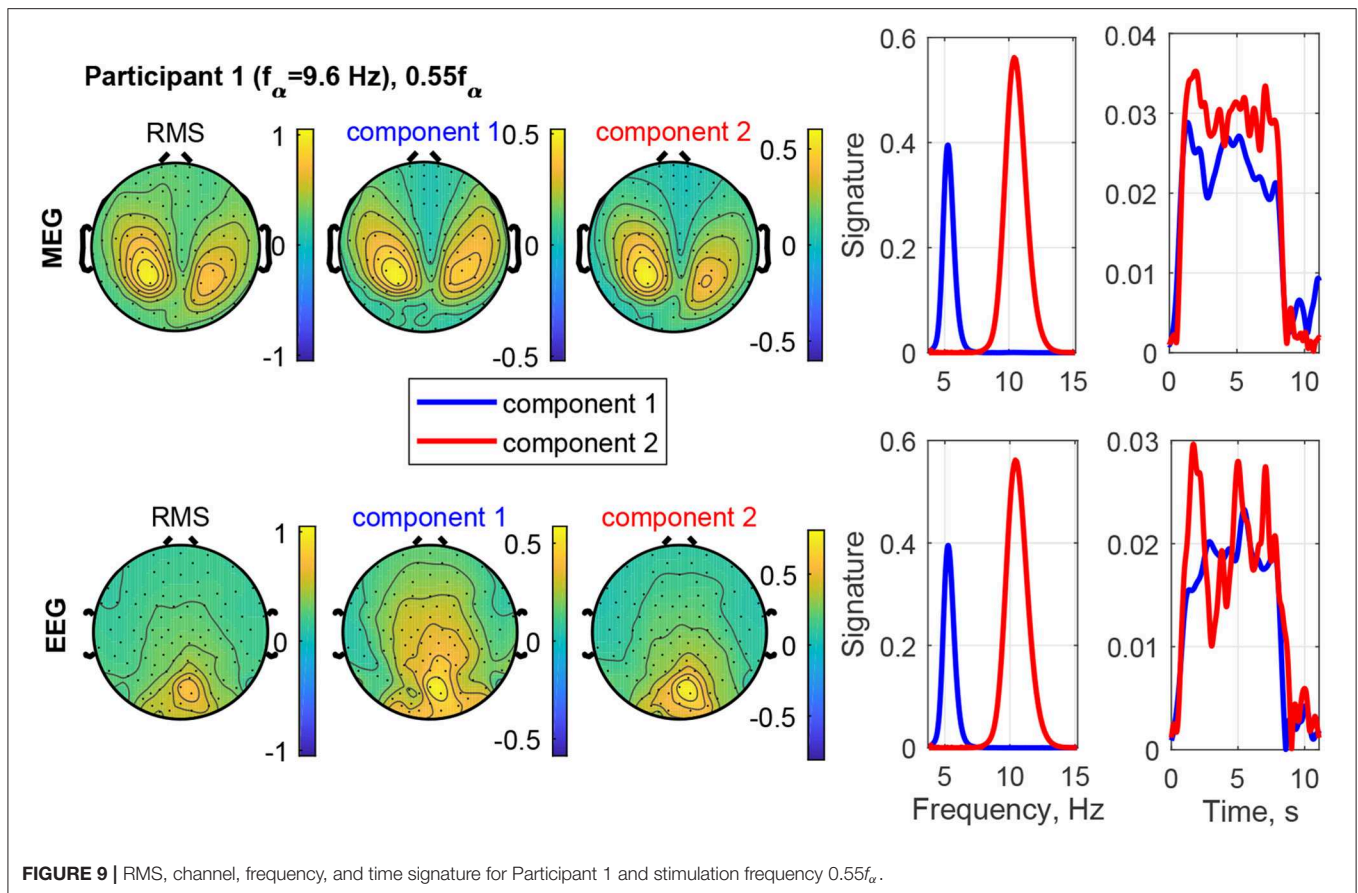 Participant 1 (fα=9.6 Hz), 0.55fα
RMS
component 1
component 2
MEG
1
0
-1
0.5
0
-0.5
0.5
0
-0.5
Signature
0.6
0.4
0.2
0
5 10 15
0.04
0.03
0.02
0.01
0
0 5 10
component 1
component 2
RMS
component 1
component 2
EEG
1
0
-1
0.5
0
-0.5
0.5
0
-0.5
Signature
0.6
0.4
0.2
0
5 10 15
Frequency, Hz
0.03
0.02
0.01
0
0 5 10
Time, s
FIGURE 9 | RMS, channel, frequency, and time signature for Participant 1 and stimulation frequency 0.55fα.